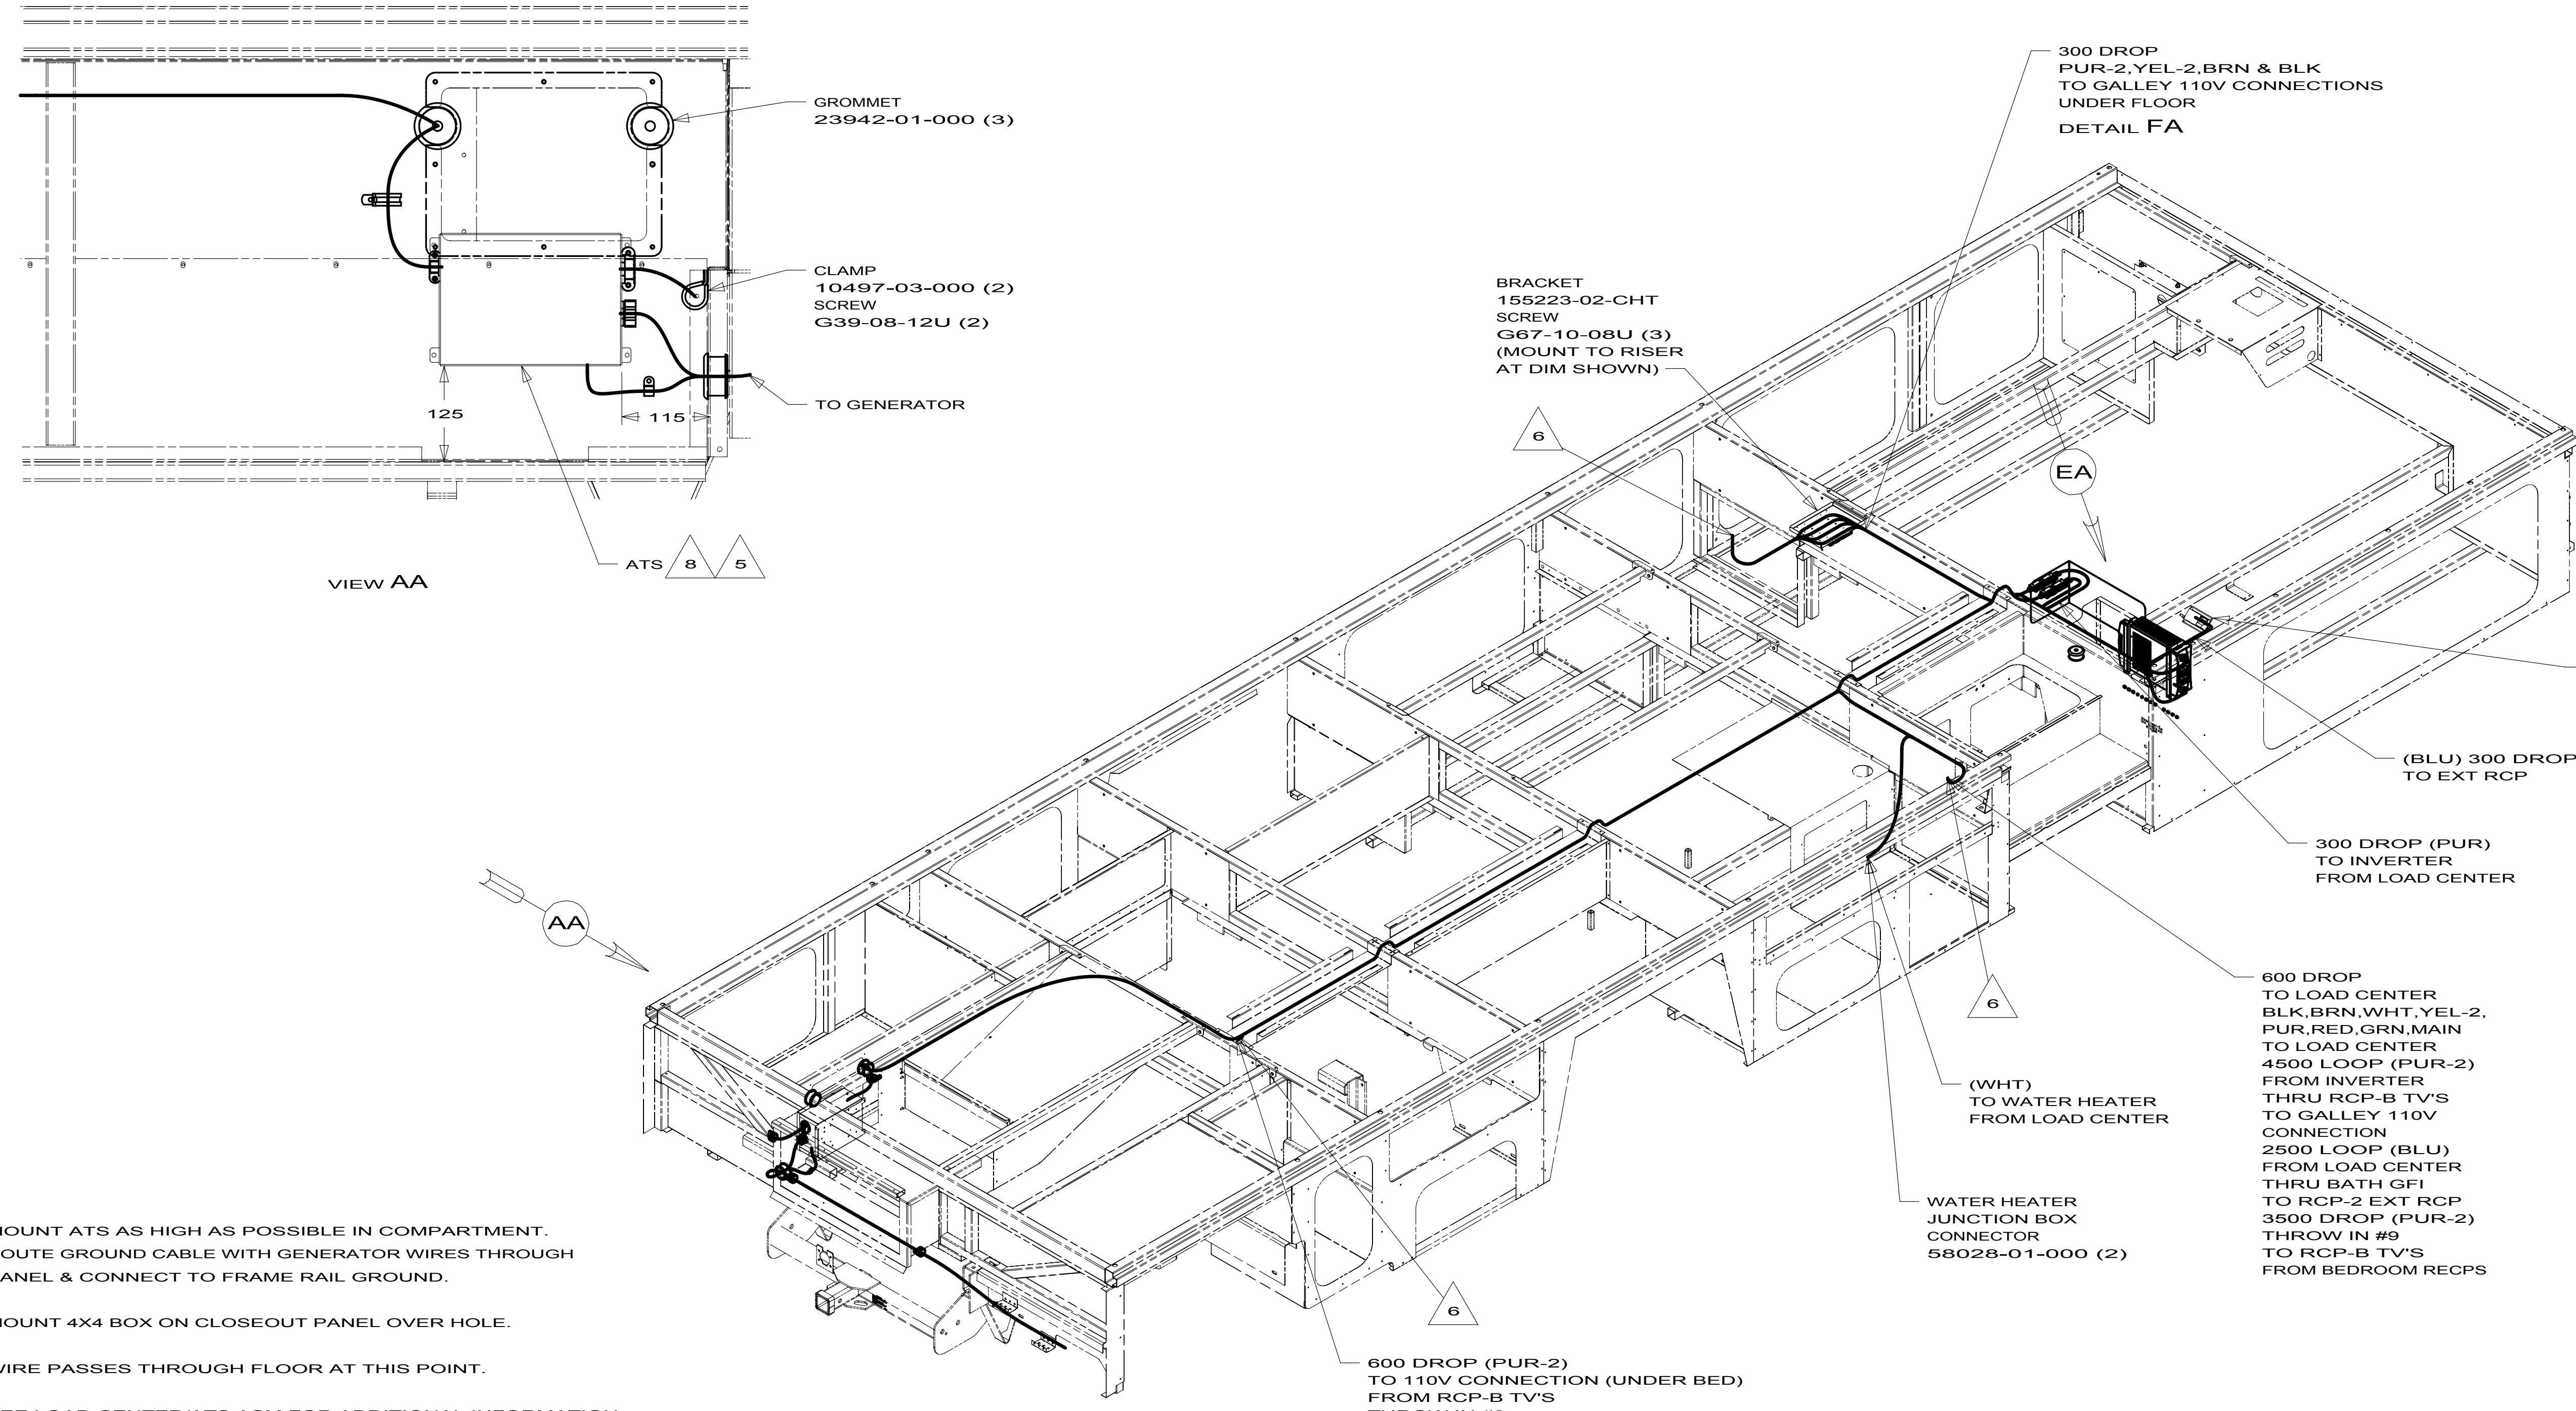 GROMMET
23942-01-000 (3)
CLAMP
10497-03-000 (2)
SCREW
G39-08-12U (2)
TO GENERATOR
125
115
ATS
8
5
VIEW AA
300 DROP
PUR-2,YEL-2,BRN & BLK
TO GALLEY 110V CONNECTIONS
UNDER FLOOR
DETAIL FA
BRACKET
155223-02-CHT
SCREW
G67-10-08U (3)
(MOUNT TO RISER
AT DIM SHOWN)
6
EA
(BLU) 300 DROP
TO EXT RCP
300 DROP (PUR)
TO INVERTER
FROM LOAD CENTER
AA
6
600 DROP
TO LOAD CENTER
BLK,BRN,WHT,YEL-2,
PUR,RED,GRN,MAIN
TO LOAD CENTER
4500 LOOP (PUR-2)
FROM INVERTER
THRU RCP-B TV'S
TO GALLEY 110V
CONNECTION
2500 LOOP (BLU)
FROM LOAD CENTER
THRU BATH GFI
TO RCP-2 EXT RCP
3500 DROP (PUR-2)
THROW IN #9
TO RCP-B TV'S
FROM BEDROOM RECPS
(WHT)
TO WATER HEATER
FROM LOAD CENTER
WATER HEATER
JUNCTION BOX
CONNECTOR
58028-01-000 (2)
6
600 DROP (PUR-2)
TO 110V CONNECTION (UNDER BED)
FROM RCP-B TV'S
OUNT ATS AS HIGH AS POSSIBLE IN COMPARTMENT.
OUTE GROUND CABLE WITH GENERATOR WIRES THROUGH
ANEL & CONNECT TO FRAME RAIL GROUND.
OUNT 4X4 BOX ON CLOSEOUT PANEL OVER HOLE.
WIRE PASSES THROUGH FLOOR AT THIS POINT.